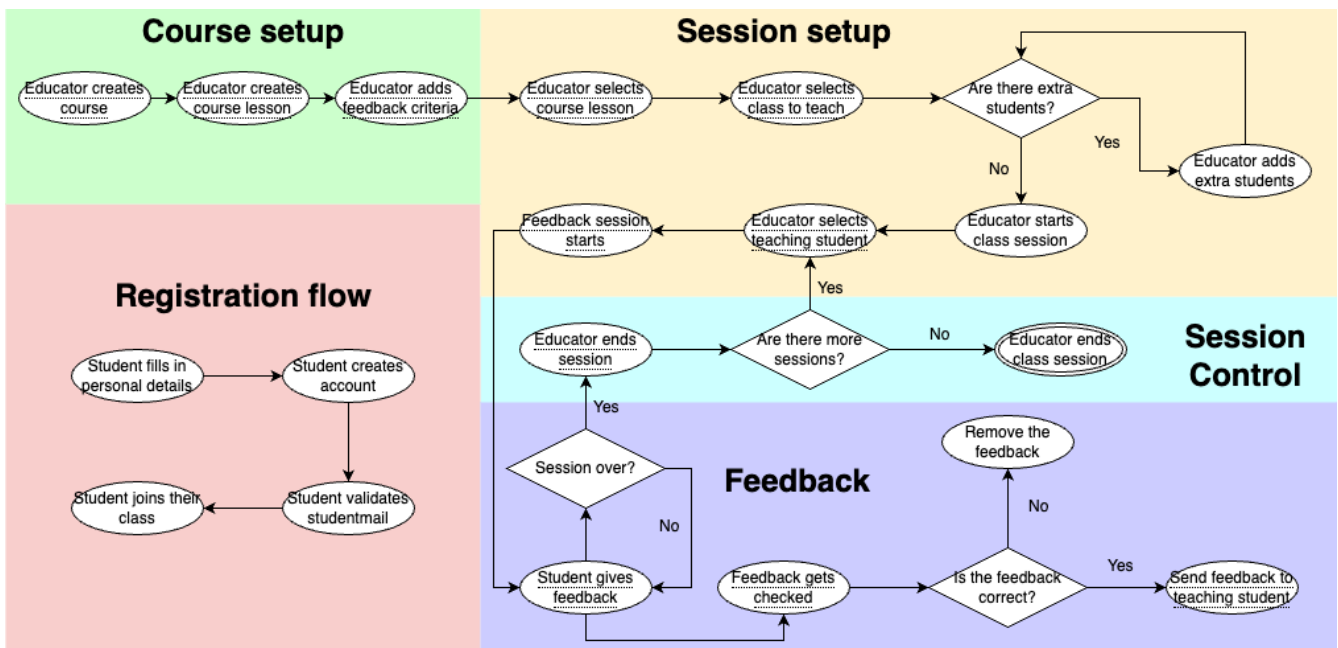 Course setup
Educator creates
course
Educator creates
course lesson
Educator adds
feedback criteria
Session setup
Educator selects
course lesson
Educator selects
class to teach
Are there extra
students?
Yes
Educator adds
extra students
No
Educator starts
class session
Educator selects
teaching student
Feedback session
starts
Registration flow
Student fills in
personal details
Student creates
account
Student validates
studentmail
Student joins their
class
Session
Control
Educator ends
session
Are there more
sessions?
Yes
No
Educator ends
class session
Feedback
Session over?
Yes
No
Student gives
feedback
Feedback gets
checked
Is the feedback
correct?
No
Remove the
feedback
Yes
Send feedback to
teaching student